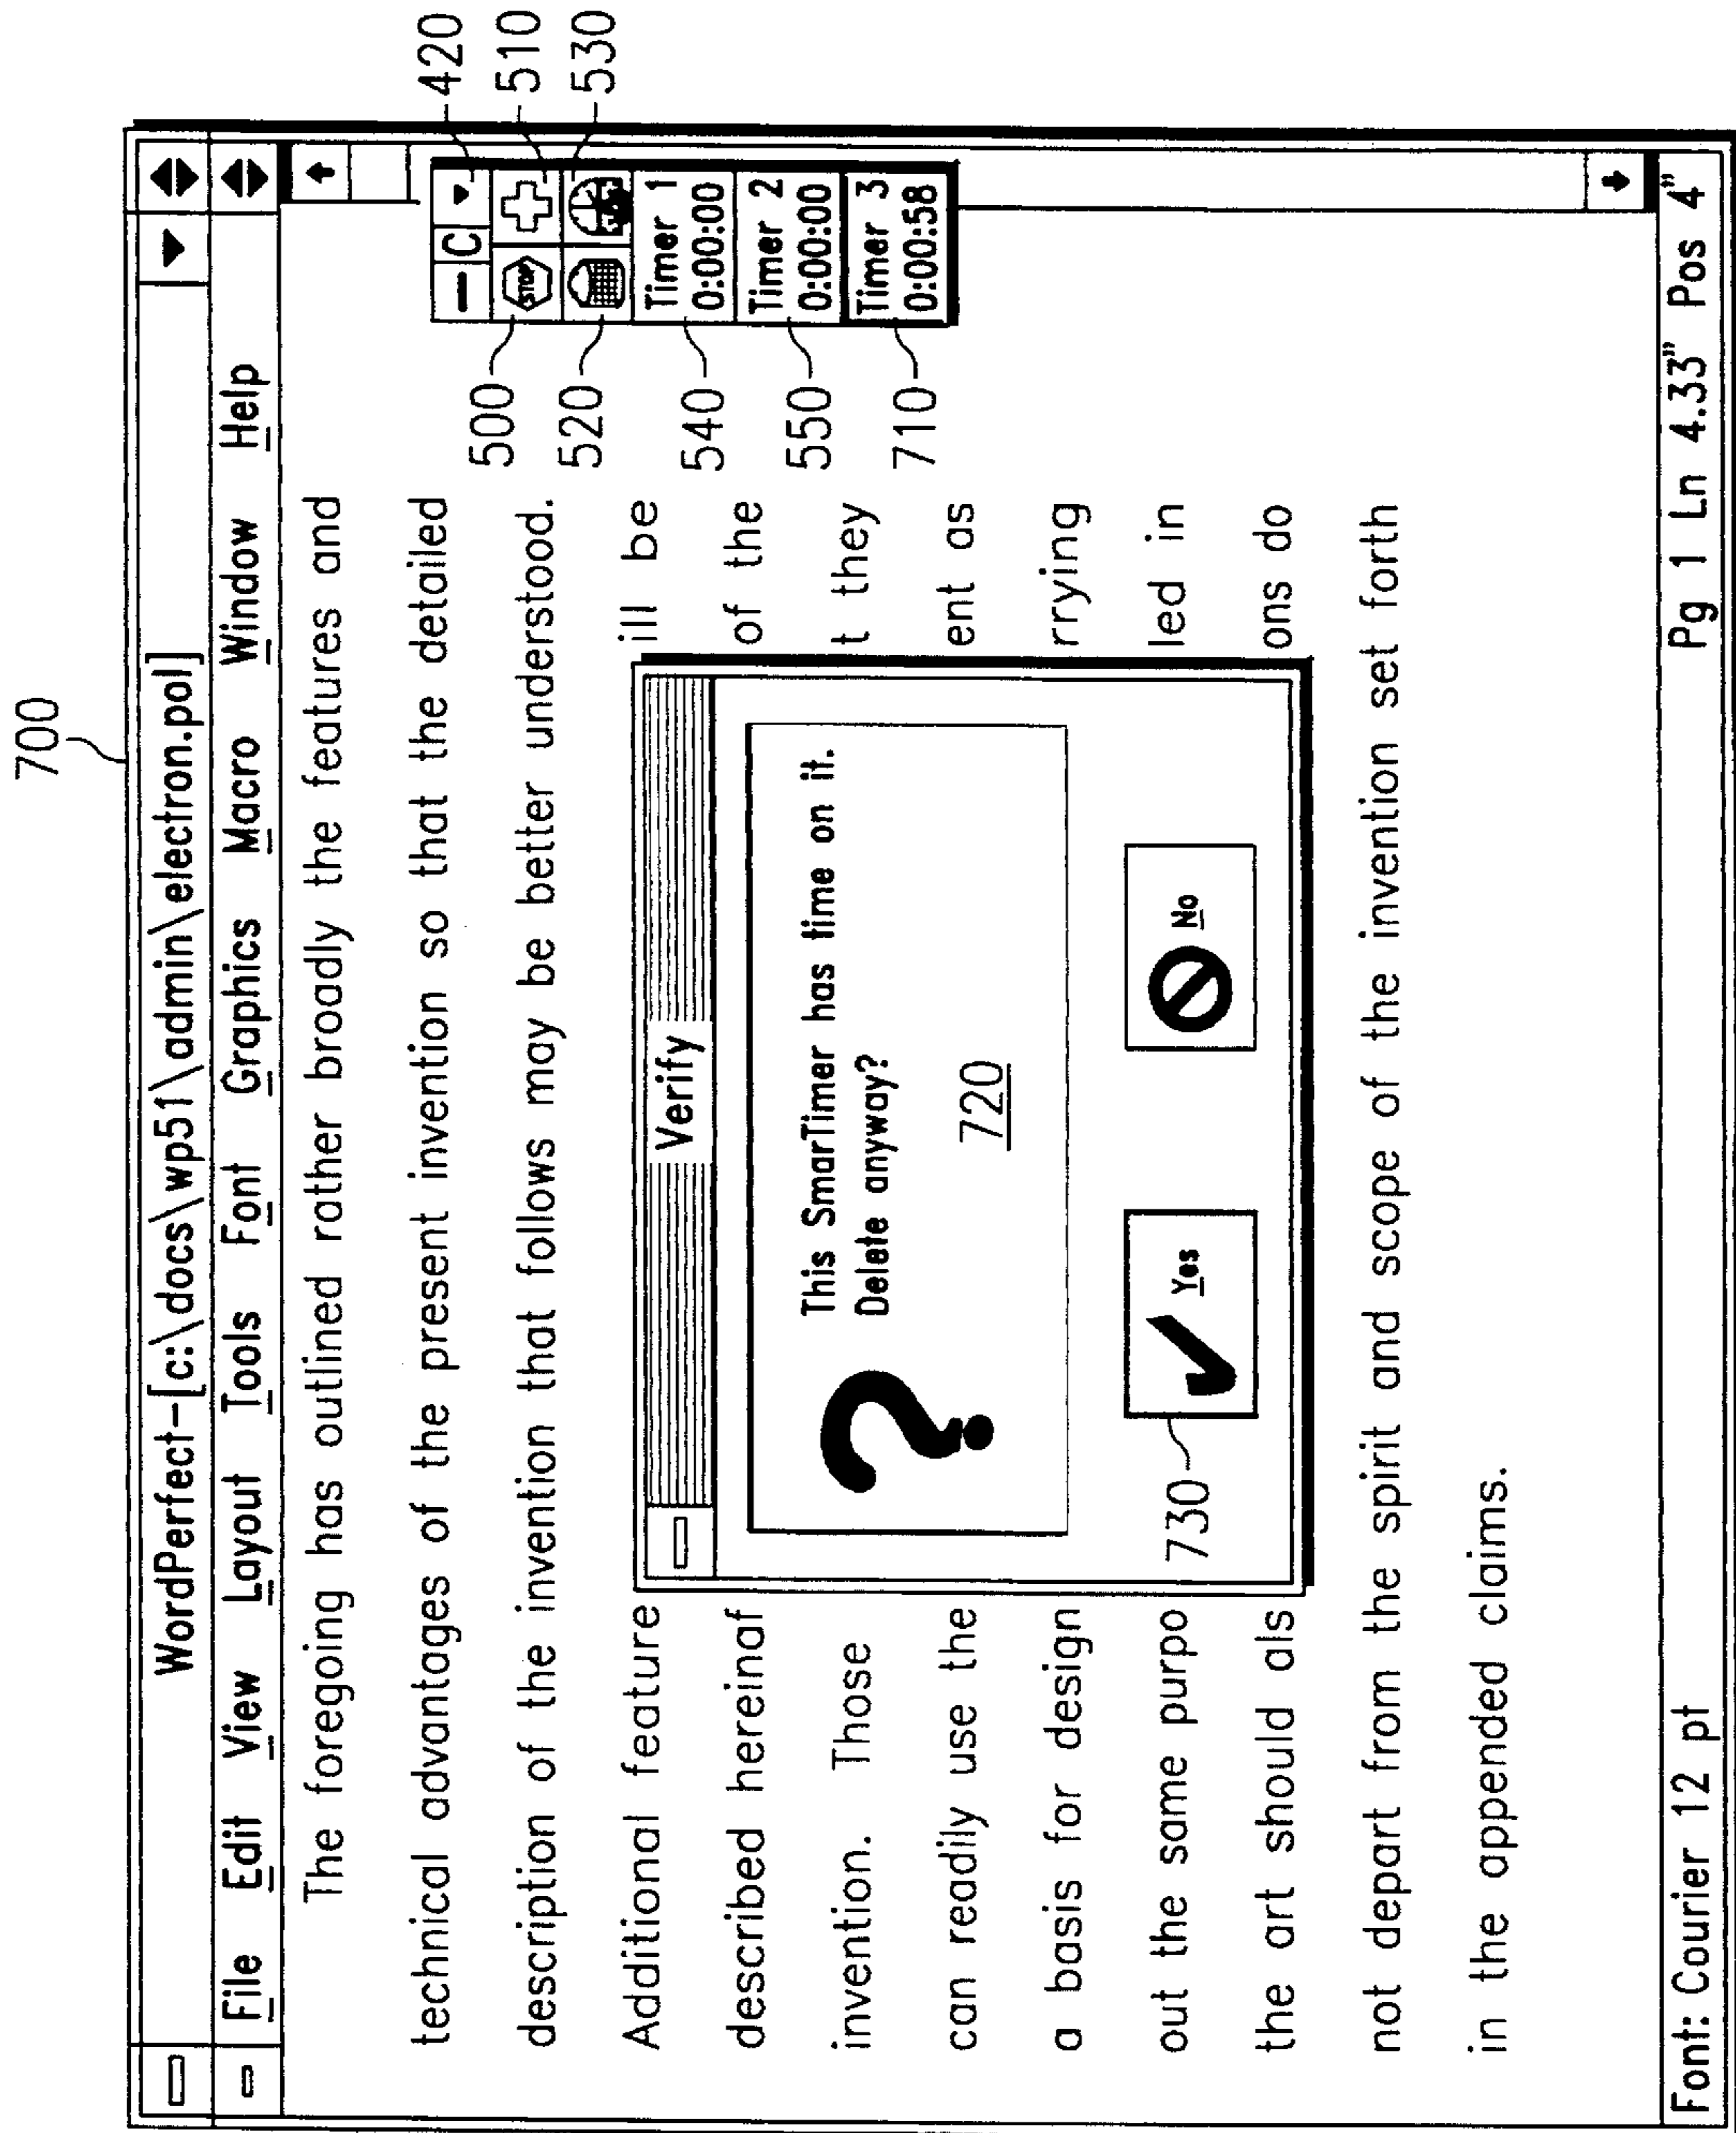 700
WordPerfect-[c:\docs\wp51\admin\electron.pol]
File Edit View Layout Tools Font Graphics Macro Window Help
The foregoing has outlined rather broadly the features and
technical advantages of the present invention so that the detailed
description of the invention that follows may be better understood.
Additional feature ill be
described hereinaf of the
invention. Those t they
can readily use the ent as
a basis for design rrying
out the same purpo led in
the art should als ons do
not depart from the spirit and scope of the invention set forth
in the appended claims.
Verify
This SmarTimer has time on it.
Delete anyway?
720
730
Yes
No
C
420
500
STOP
510
520
530
540
Timer 1
0:00:00
550
Timer 2
0:00:00
710
Timer 3
0:00:58
Font: Courier 12 pt Pg 1 Ln 4.33" Pos 4"